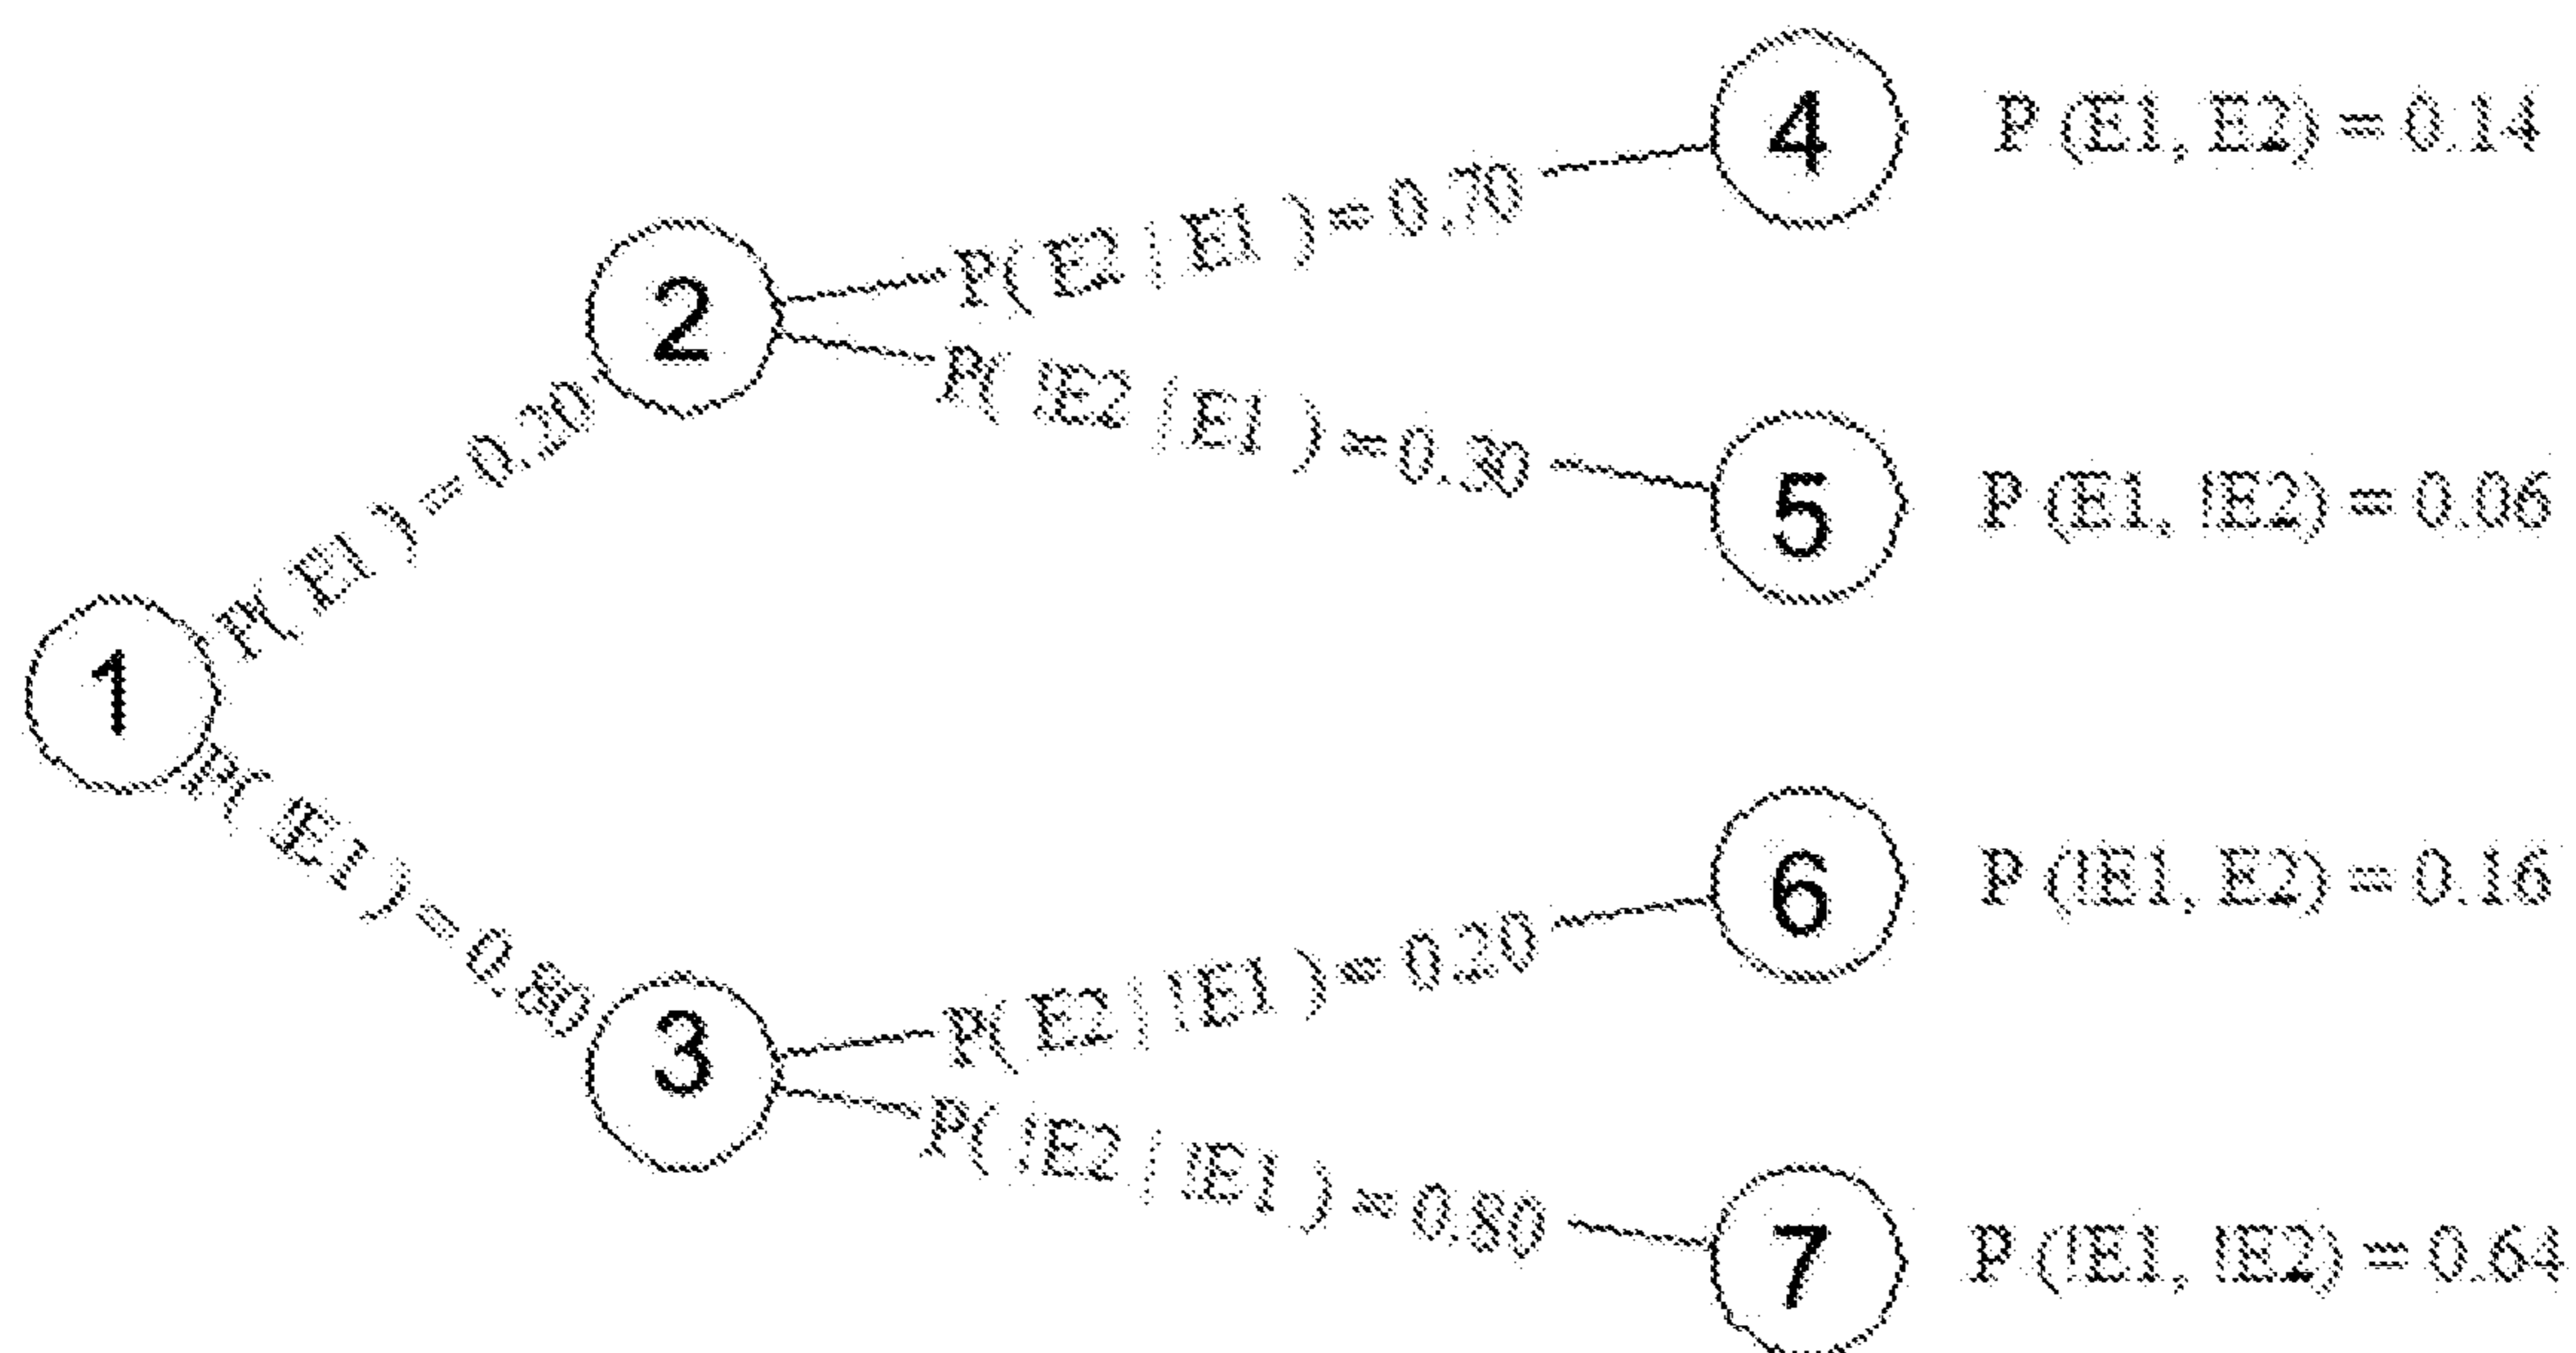 4
P (E1, E2) = 0.14
P( E2 | E1 ) = 0.70
2
P( !E2 | E1 ) = 0.30
P( E1 ) = 0.20
5
P (E1, !E2) = 0.06
1
P( !E1 ) = 0.80
6
P (!E1, E2) = 0.16
P( E2 | !E1 ) = 0.20
3
P( !E2 | !E1 ) = 0.80
7
P (!E1, !E2) = 0.64